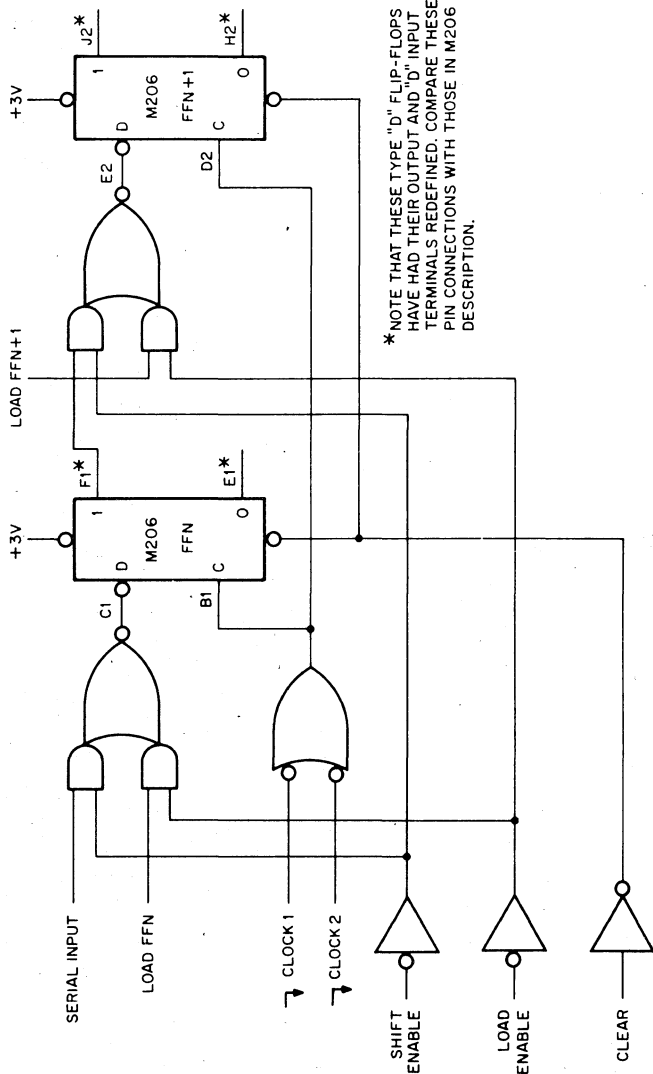 +3V
J2*
1
D
M206
FFN+1
C
0
H2*
E2
D2
LOAD FFN+1
*NOTE THAT THESE TYPE "D" FLIP-FLOPS
HAVE HAD THEIR OUTPUT AND "D" INPUT
TERMINALS REDEFINED. COMPARE THESE
PIN CONNECTIONS WITH THOSE IN M206
DESCRIPTION.
+3V
F1*
1
D
M206
FFN
C
0
E1*
C1
B1
SERIAL INPUT
LOAD FFN
CLOCK 1
CLOCK 2
SHIFT
ENABLE
LOAD
ENABLE
CLEAR